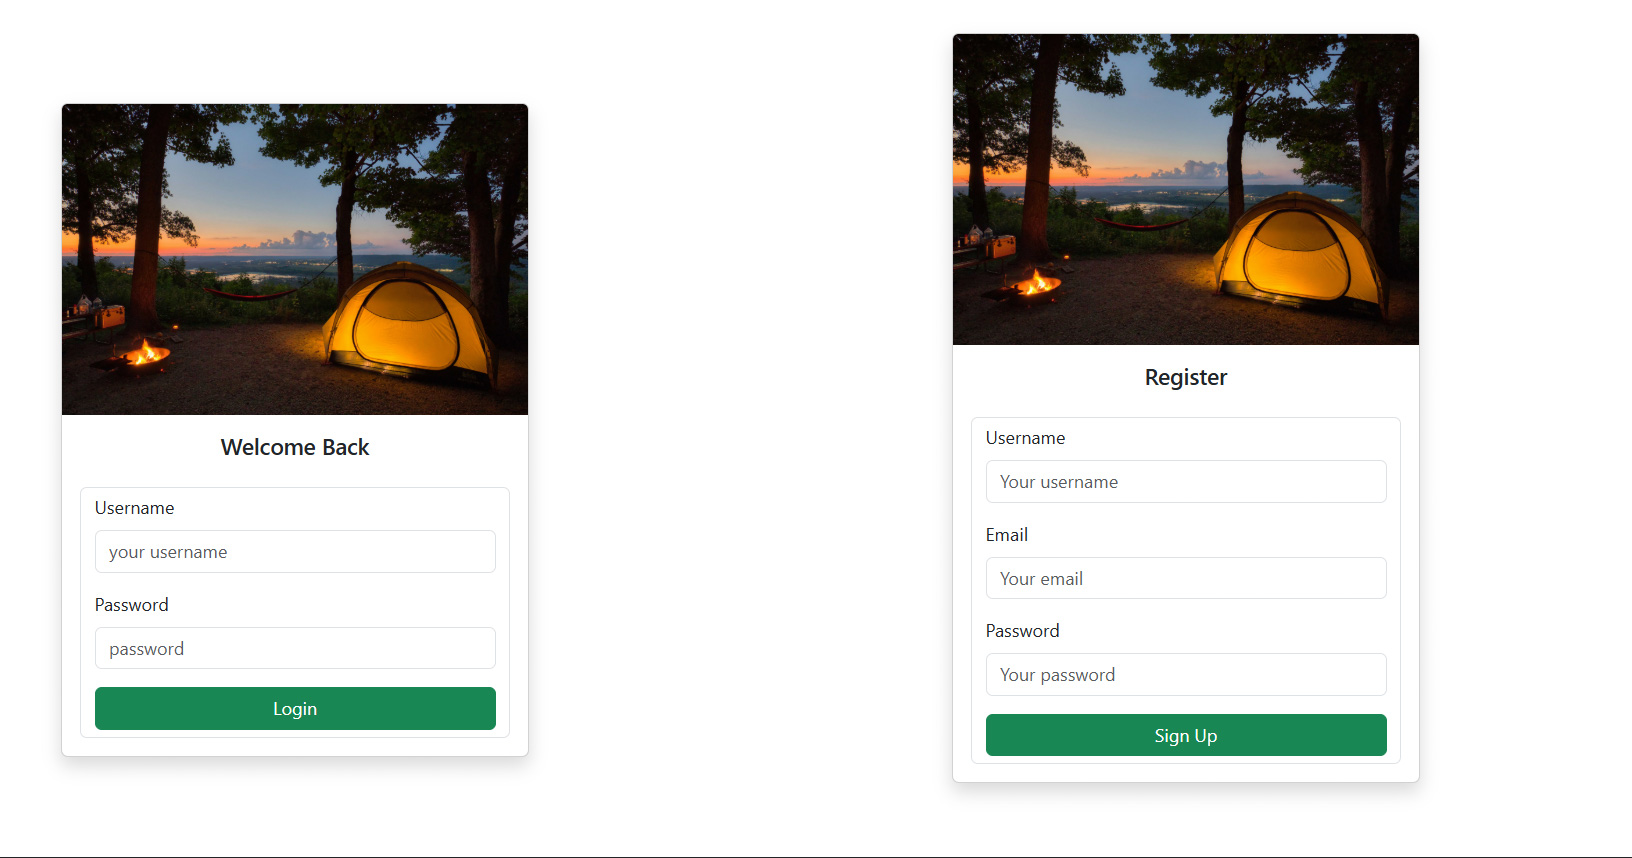 Welcome Back
Username
your username
Password
password
Login
Register
Username
Your username
Email
Your email
Password
Your password
Sign Up